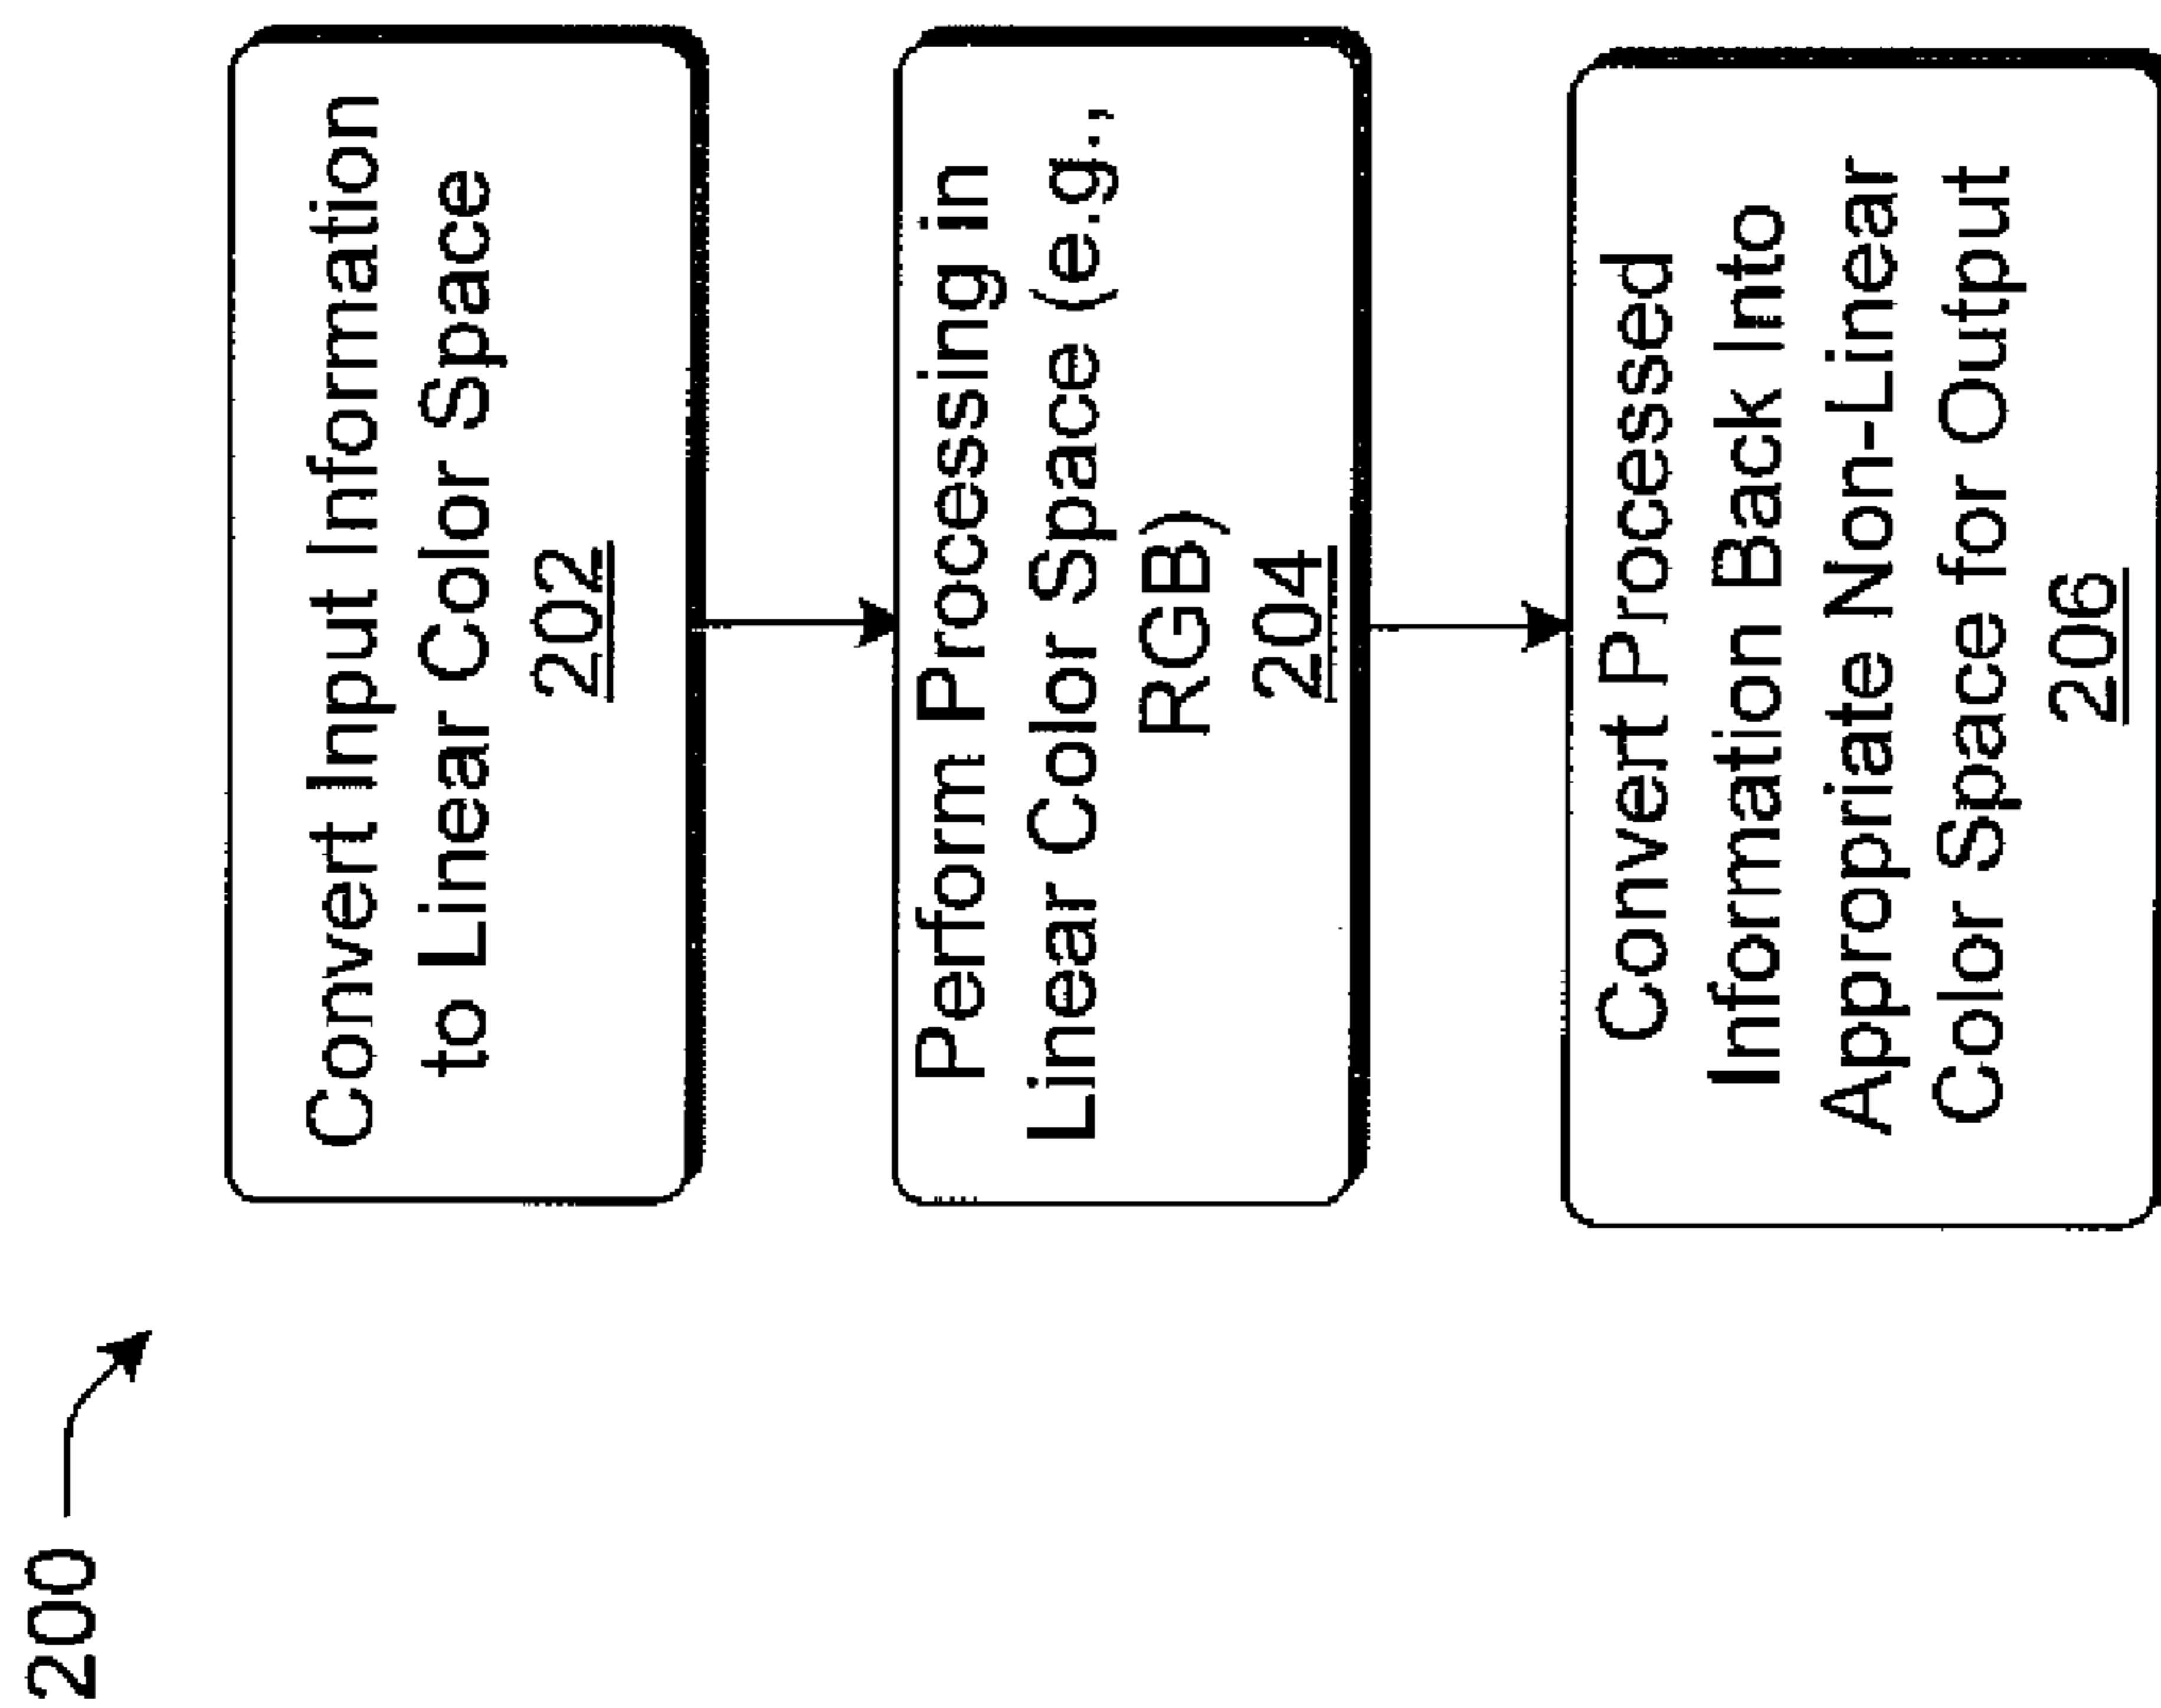 200
Convert Input Information
to Linear Color Space
202
Perform Processing in
Linear Color Space (e.g.,
RGB)
204
Convert Processed
Information Back Into
Appropriate Non-Linear
Color Space for Output
206